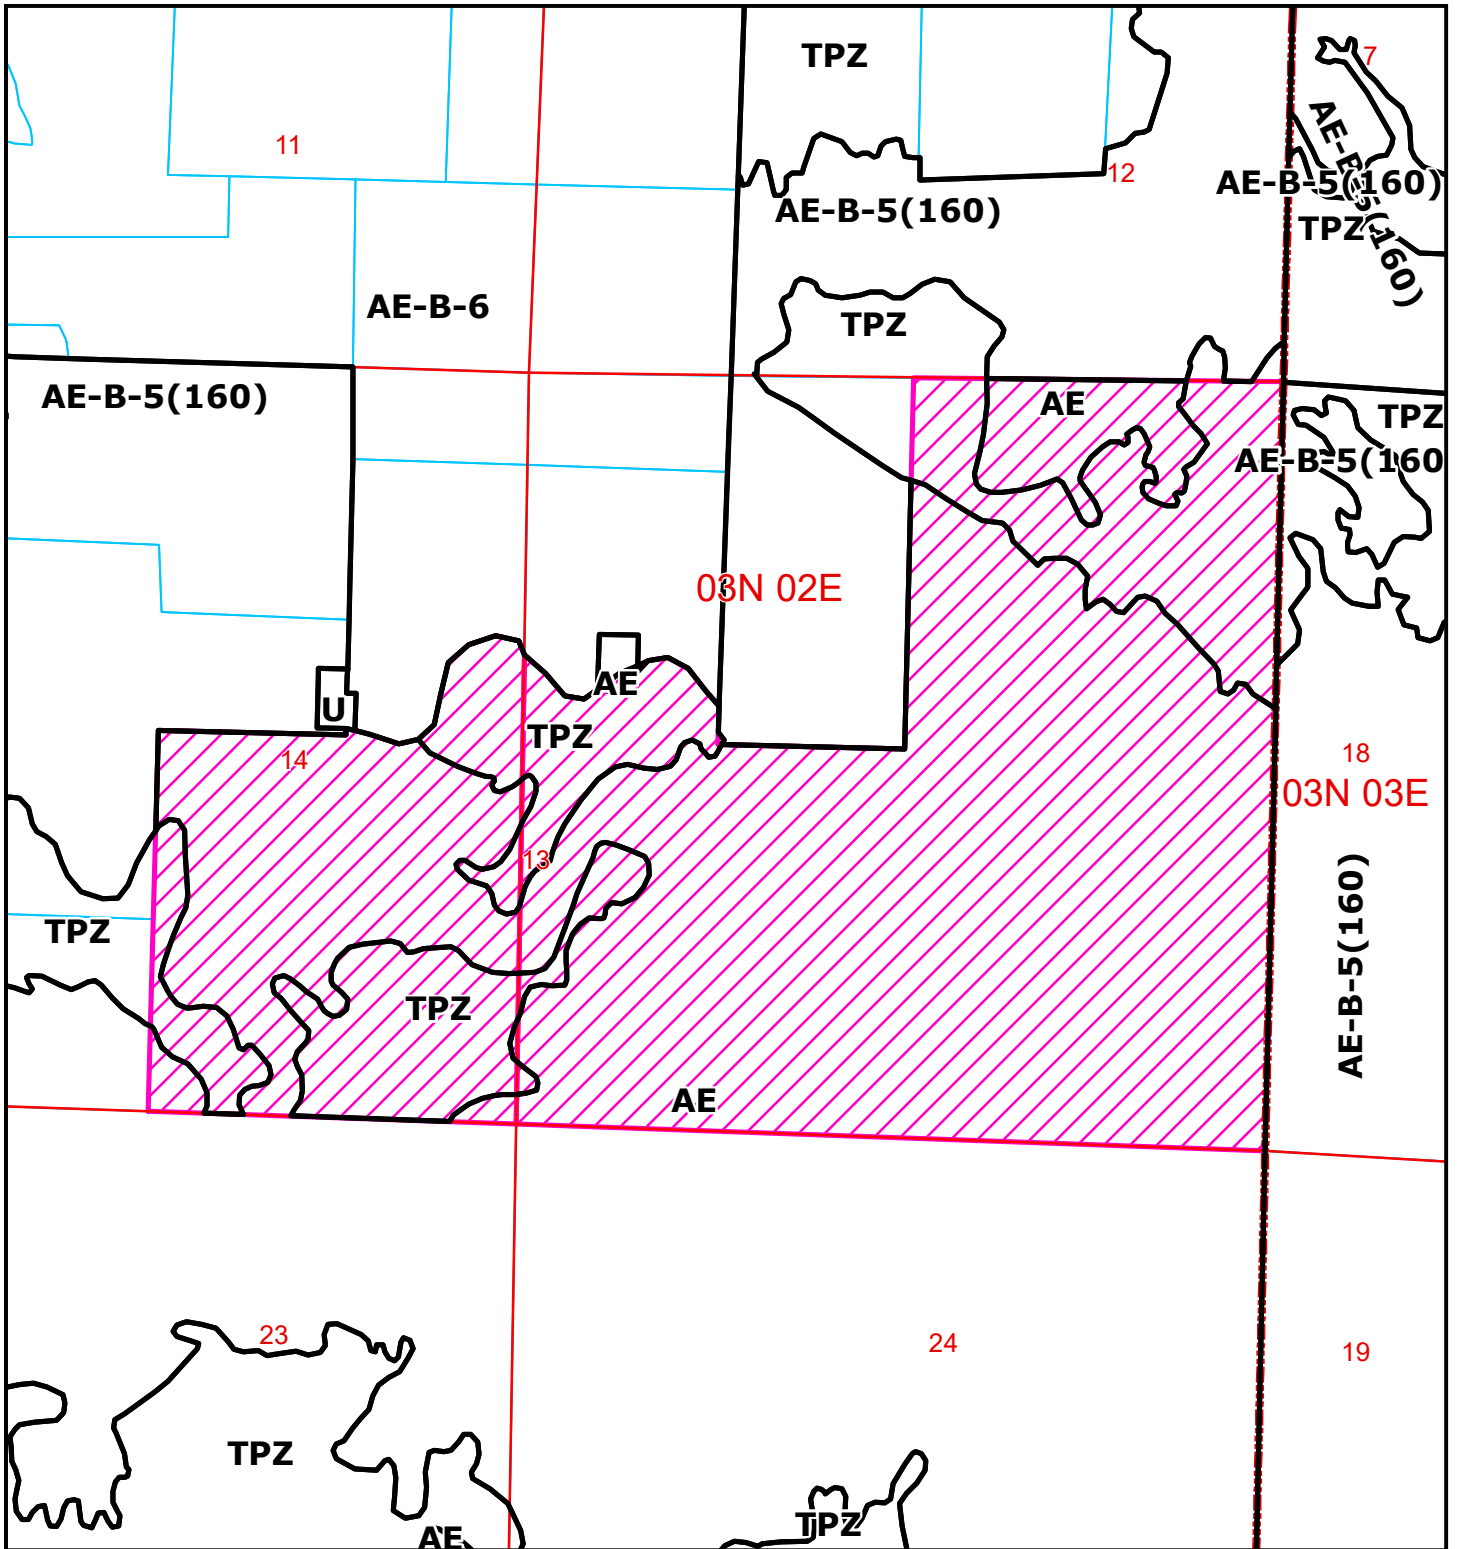 TPZ
7
11
12
AE-B-5(160)
AE-B-5(160)
AE-B-5(160)
TPZ
AE-B-6
TPZ
AE-B-5(160)
AE
TPZ
AE-B-5(160
03N 02E
AE
U
TPZ
14
18
03N 03E
13
TPZ
AE-B-5(160)
TPZ
AE
23
24
19
TPZ
TPZ
AE